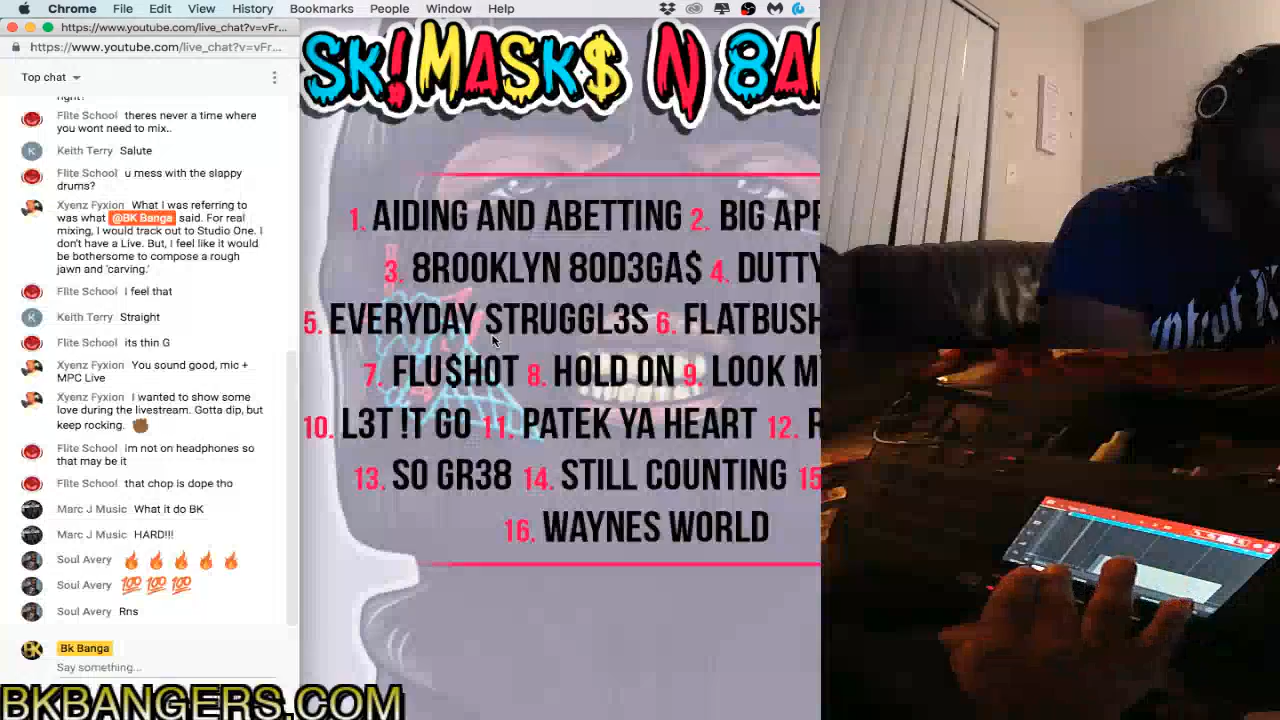 Chrome File Edit View History Bookmarks People Window Help
https://www.youtube.com/live_chat?v=vFr...
https://www.youtube.com/live_chat?v=vFr...
Top chat
right?
Flite School theres never a time where
you wont need to mix..
Keith Terry Salute
Flite School u mess with the slappy
drums?
Xyenz Fyxion What I was referring to
was what @BK Banga said. For real
mixing, I would track out to Studio One. I
don't have a Live. But, I feel like it would
be bothersome to compose a rough
jawn and 'carving.'
Flite School I feel that
Keith Terry Straight
Flite School its thin G
Xyenz Fyxion You sound good, mic +
MPC Live
Xyenz Fyxion I wanted to show some
love during the livestream. Gotta dip, but
keep rocking.
Flite School im not on headphones so
that may be it
Flite School that chop is dope tho
Marc J Music What it do BK
Marc J Music HARD!!!
Soul Avery 🔥 🔥 🔥 🔥 🔥
Soul Avery 💯 💯 💯
Soul Avery Rns
Bk Banga
Say something...
BKBANGERS.COM
SK!MASK$ N 8A
1. AIDING AND ABETTING 2. BIG APP
3. 8ROOKLYN 8OD3GA$ 4. DUTTY
5. EVERYDAY STRUGGL3S 6. FLATBUSH
7. FLU$HOT 8. HOLD ON 9. LOOK M
10. L3T !T GO 11. PATEK YA HEART 12.
13. SO GR38 14. STILL COUNTING 15
16. WAYNES WORLD